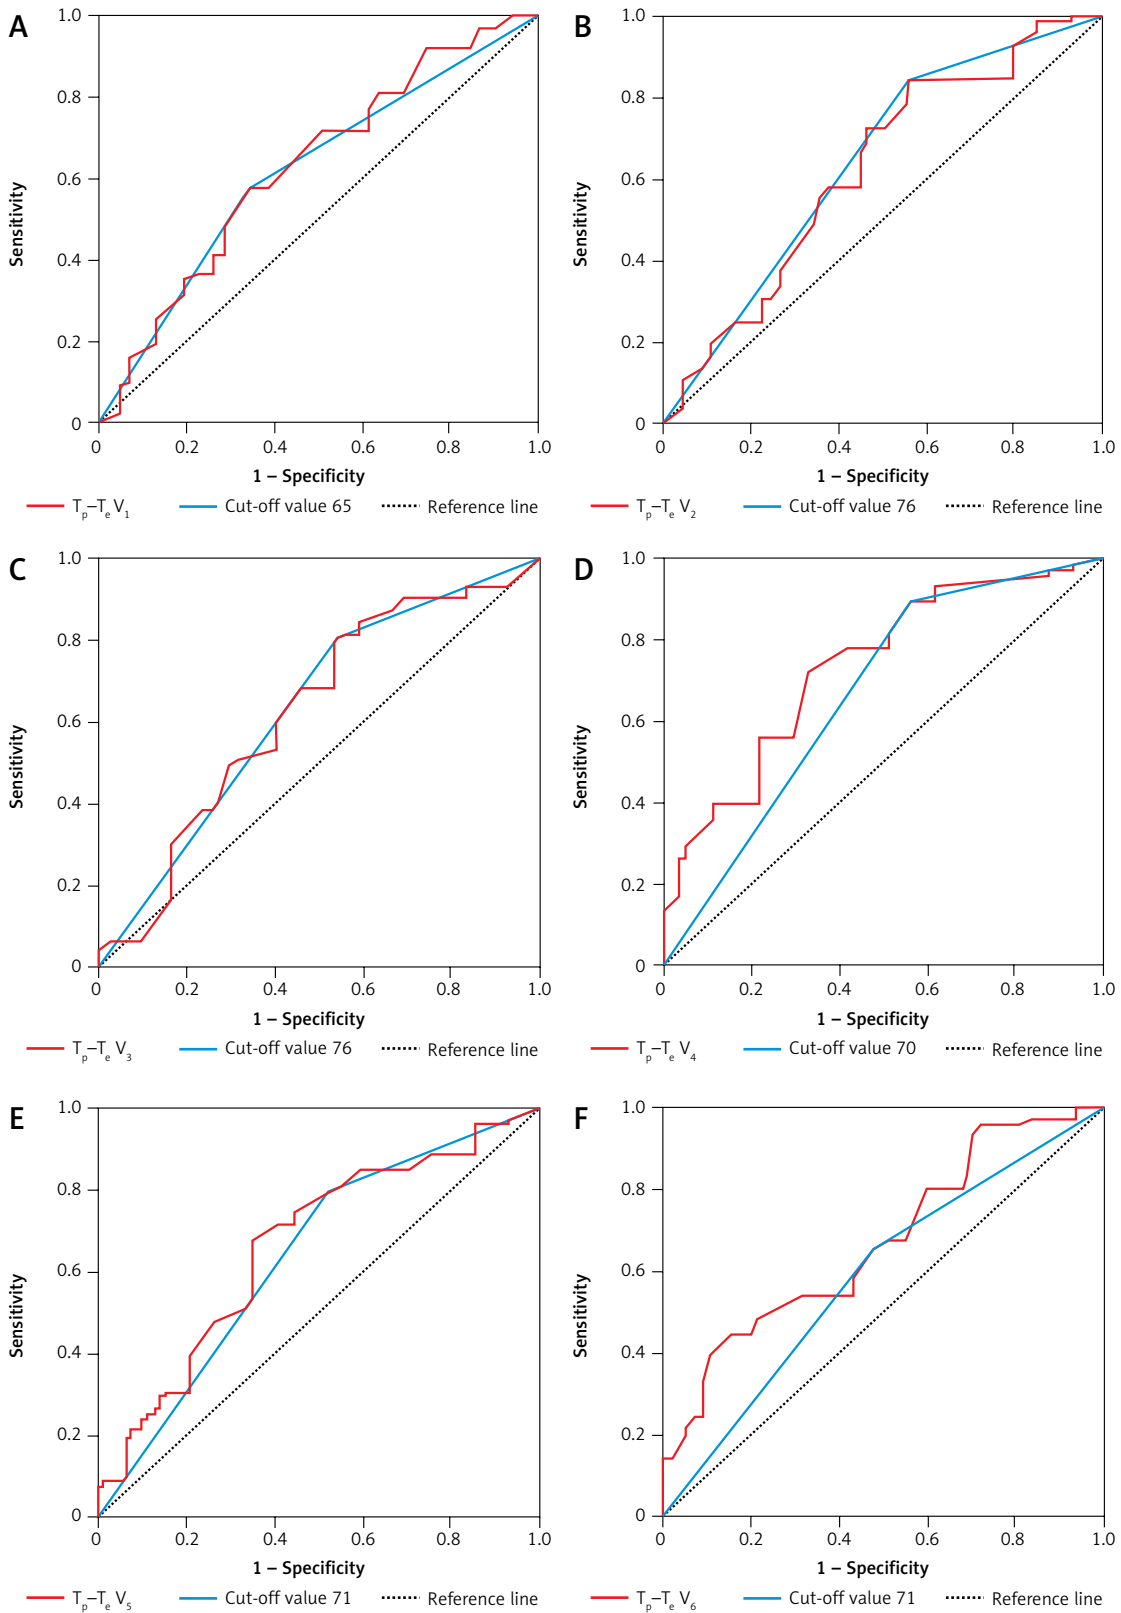 A
B
Sensitivity
1.0
0.8
0.6
0.4
0.2
0
0 0.2 0.4 0.6 0.8 1.0
1 – Specificity
Tp–Te V1 Cut-off value 65 Reference line
Sensitivity
1.0
0.8
0.6
0.4
0.2
0
0 0.2 0.4 0.6 0.8 1.0
1 – Specificity
Tp–Te V2 Cut-off value 76 Reference line
C
D
Sensitivity
1.0
0.8
0.6
0.4
0.2
0
0 0.2 0.4 0.6 0.8 1.0
1 – Specificity
Tp–Te V3 Cut-off value 76 Reference line
Sensitivity
1.0
0.8
0.6
0.4
0.2
0
0 0.2 0.4 0.6 0.8 1.0
1 – Specificity
Tp–Te V4 Cut-off value 70 Reference line
E
F
Sensitivity
1.0
0.8
0.6
0.4
0.2
0
0 0.2 0.4 0.6 0.8 1.0
1 – Specificity
Tp–Te V5 Cut-off value 71 Reference line
Sensitivity
1.0
0.8
0.6
0.4
0.2
0
0 0.2 0.4 0.6 0.8 1.0
1 – Specificity
Tp–Te V6 Cut-off value 71 Reference line